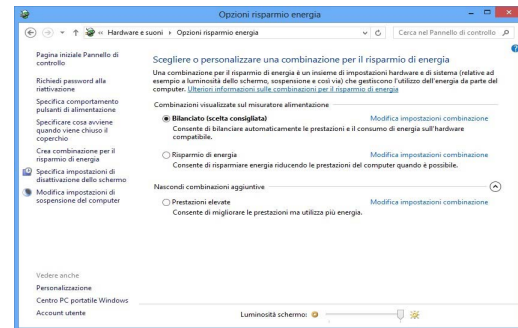 Opzioni risparmio energia
« Hardware e suoni
Opzioni risparmio energia
Cerca nel Pannello di controllo
Pagina iniziale Pannello di
controllo
Richiedi password alla
riattivazione
Specifica comportamento
pulsanti di alimentazione
Specificare cosa avviene
quando viene chiuso il
coperchio
Crea combinazione per il
risparmio di energia
Specifica impostazioni di
disattivazione dello schermo
Modifica impostazioni di
sospensione del computer
Vedere anche
Personalizzazione
Centro PC portatile Windows
Account utente
Scegliere o personalizzare una combinazione per il risparmio di energia
Una combinazione per il risparmio di energia è un insieme di impostazioni hardware e di sistema (relative ad
esempio a luminosità dello schermo, sospensione e così via) che gestiscono l'utilizzo dell'energia da parte del
computer. Ulteriori informazioni sulle combinazioni per il risparmio di energia
Combinazioni visualizzate sul misuratore alimentazione
Bilanciato (scelta consigliata)
Modifica impostazioni combinazione
Consente di bilanciare automaticamente le prestazioni e il consumo di energia sull'hardware
compatibile.
Risparmio di energia
Modifica impostazioni combinazione
Consente di risparmiare energia riducendo le prestazioni del computer quando è possibile.
Nascondi combinazioni aggiuntive
Prestazioni elevate
Modifica impostazioni combinazione
Consente di migliorare le prestazioni ma utilizza più energia.
Luminosità schermo: